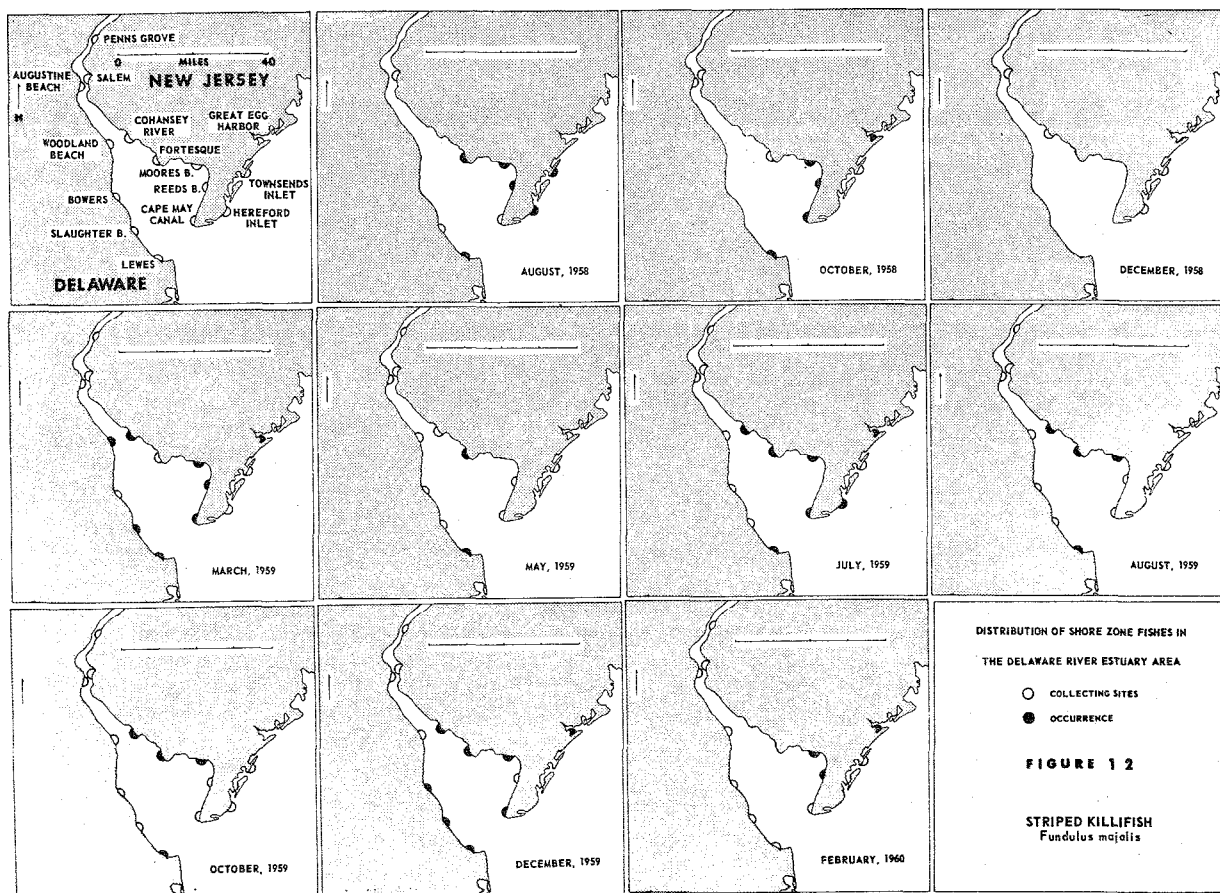 PENNS GROVE
0 MILES 40
AUGUSTINE BEACH
SALEM
NEW JERSEY
N
COHANSEY RIVER
GREAT EGG HARBOR
WOODLAND BEACH
FORTESQUE
MOORES B.
REEDS B.
TOWNSENDS INLET
BOWERS
CAPE MAY CANAL
HEREFORD INLET
SLAUGHTER B.
LEWES
DELAWARE
AUGUST, 1958
OCTOBER, 1958
DECEMBER, 1958
MARCH, 1959
MAY, 1959
JULY, 1959
AUGUST, 1959
OCTOBER, 1959
DECEMBER, 1959
FEBRUARY, 1960
DISTRIBUTION OF SHORE ZONE FISHES IN
THE DELAWARE RIVER ESTUARY AREA
COLLECTING SITES
OCCURRENCE
FIGURE 12
STRIPED KILLIFISH
Fundulus majalis